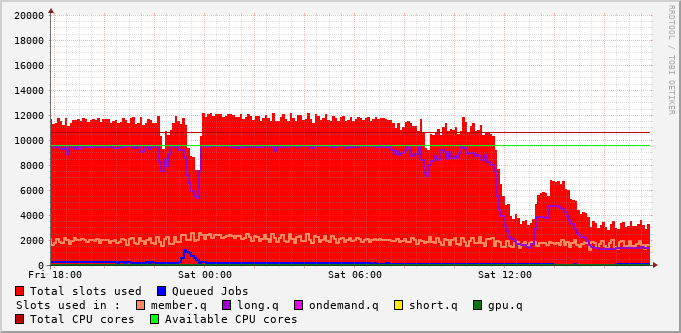 20000
18000
16000
14000
12000
10000
8000
6000
4000
2000
0
Fri 18:00 Sat 00:00 Sat 06:00 Sat 12:00
RRDTOOL / TOBI OETIKER
Total slots used Queued Jobs
Slots used in : member.q long.q ondemand.q short.q gpu.q
Total CPU cores Available CPU cores